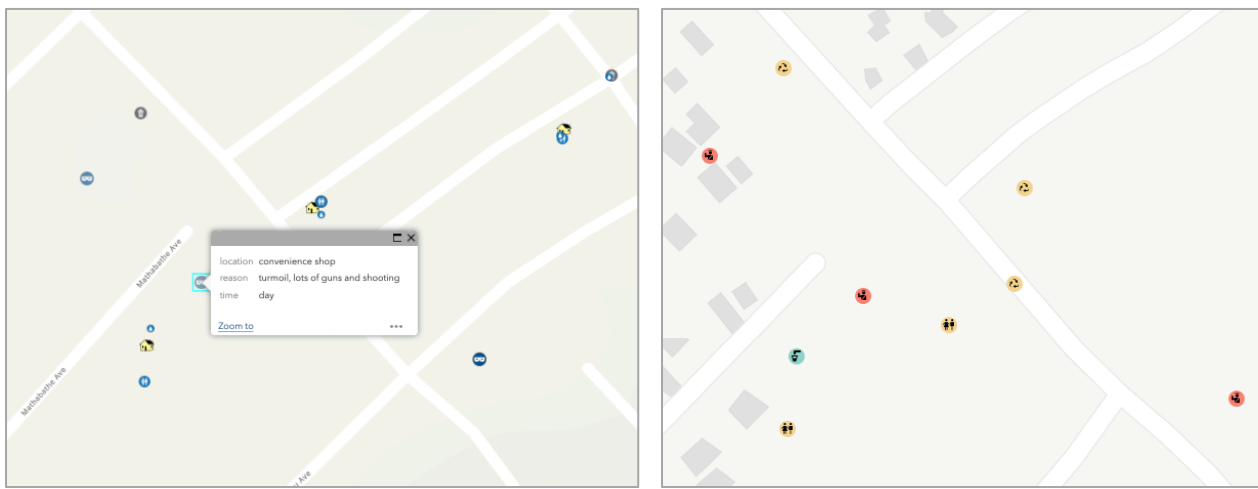 Mathabathe Ave
location convenience shop
reason turmoil, lots of guns and shooting
time day
Zoom to
Mathabathe Ave
Ave